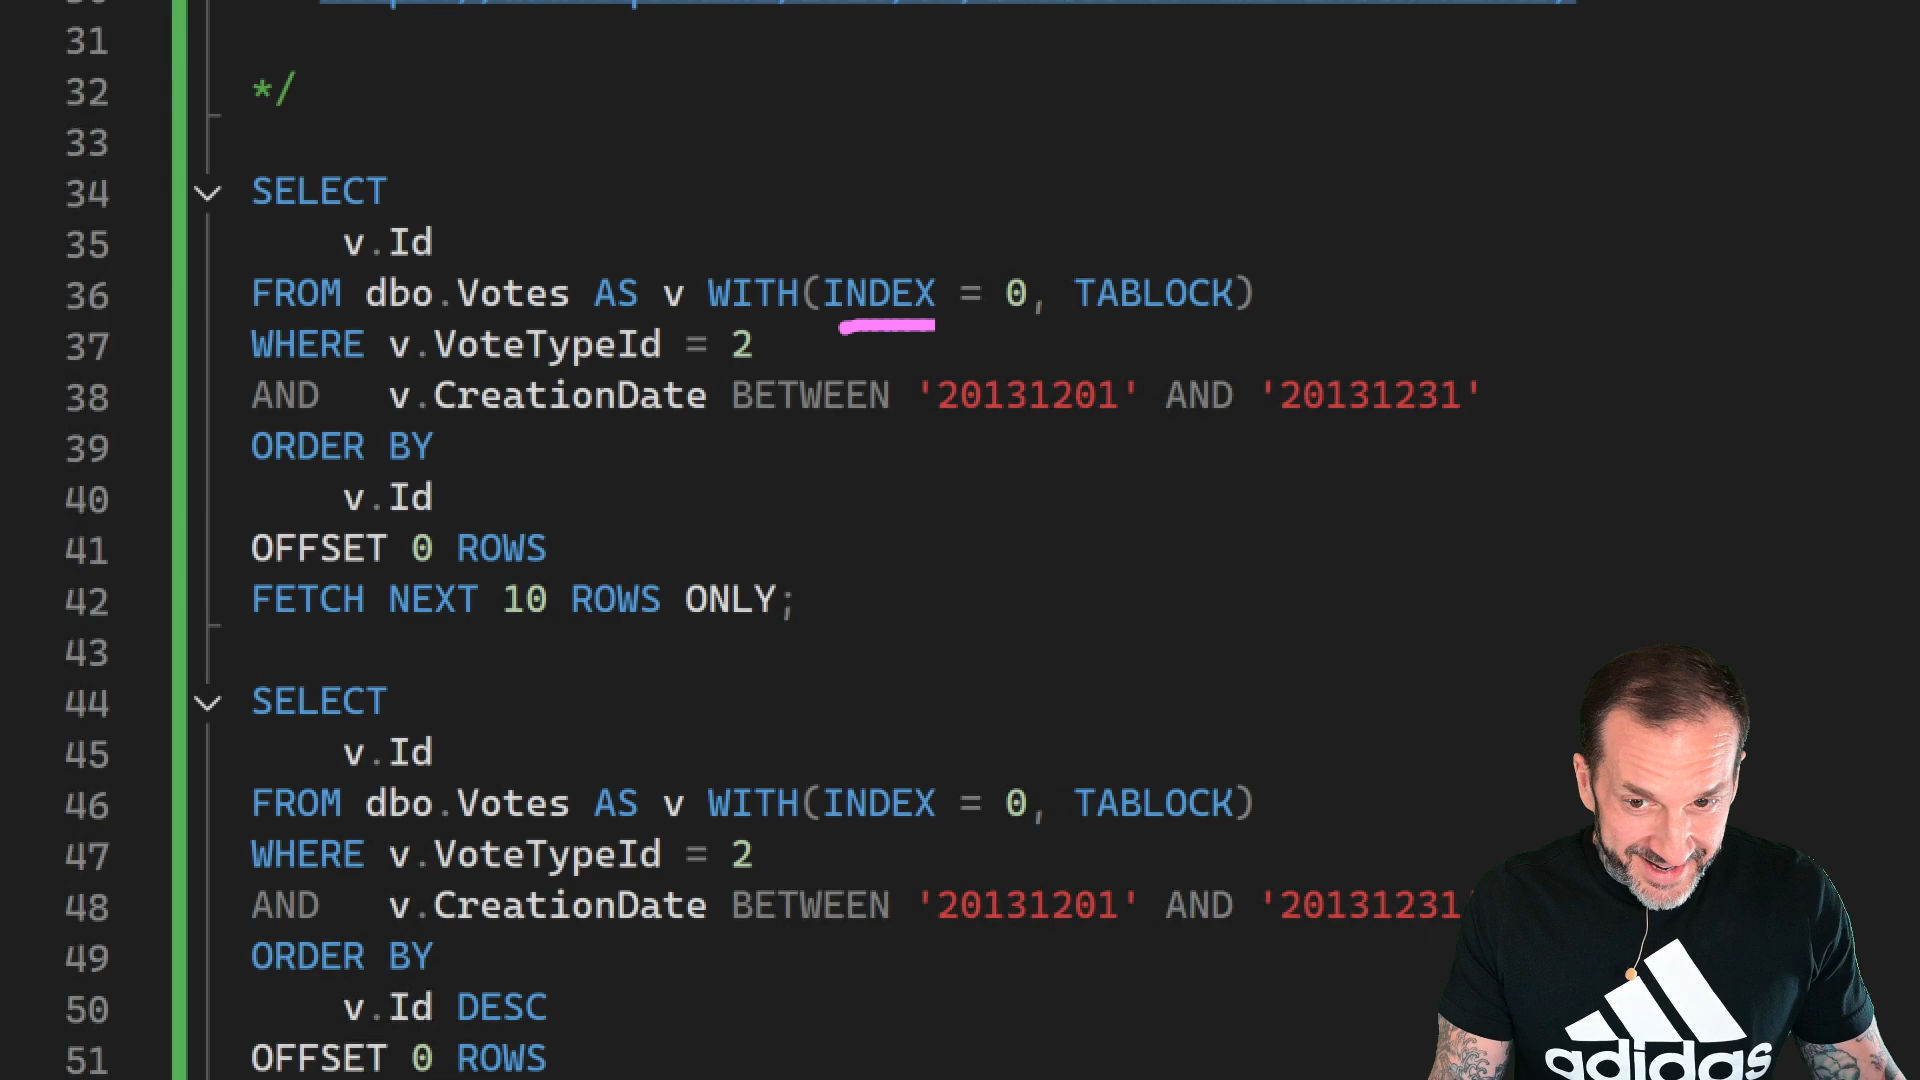 31
32 */
33
34 SELECT
35 v.Id
36 FROM dbo.Votes AS v WITH(INDEX = 0, TABLOCK)
37 WHERE v.VoteTypeId = 2
38 AND v.CreationDate BETWEEN '20131201' AND '20131231'
39 ORDER BY
40 v.Id
41 OFFSET 0 ROWS
42 FETCH NEXT 10 ROWS ONLY;
43
44 SELECT
45 v.Id
46 FROM dbo.Votes AS v WITH(INDEX = 0, TABLOCK)
47 WHERE v.VoteTypeId = 2
48 AND v.CreationDate BETWEEN '20131201' AND '20131231
49 ORDER BY
50 v.Id DESC
51 OFFSET 0 ROWS
adidas